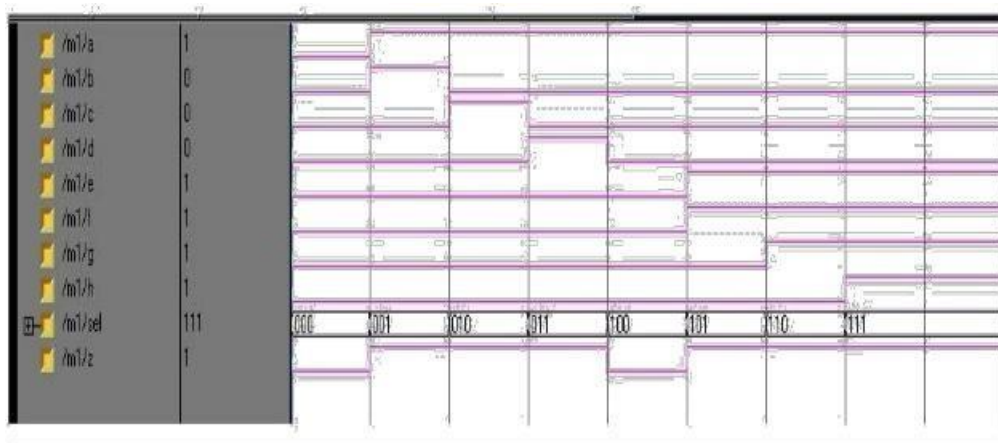 /m1/a 1
/m1/b 0
/m1/c 0
/m1/d 0
/m1/e 1
/m1/f 1
/m1/g 1
/m1/h 1
/m1/sel 111 000 001 010 011 100 101 110 111
/m1/z 1